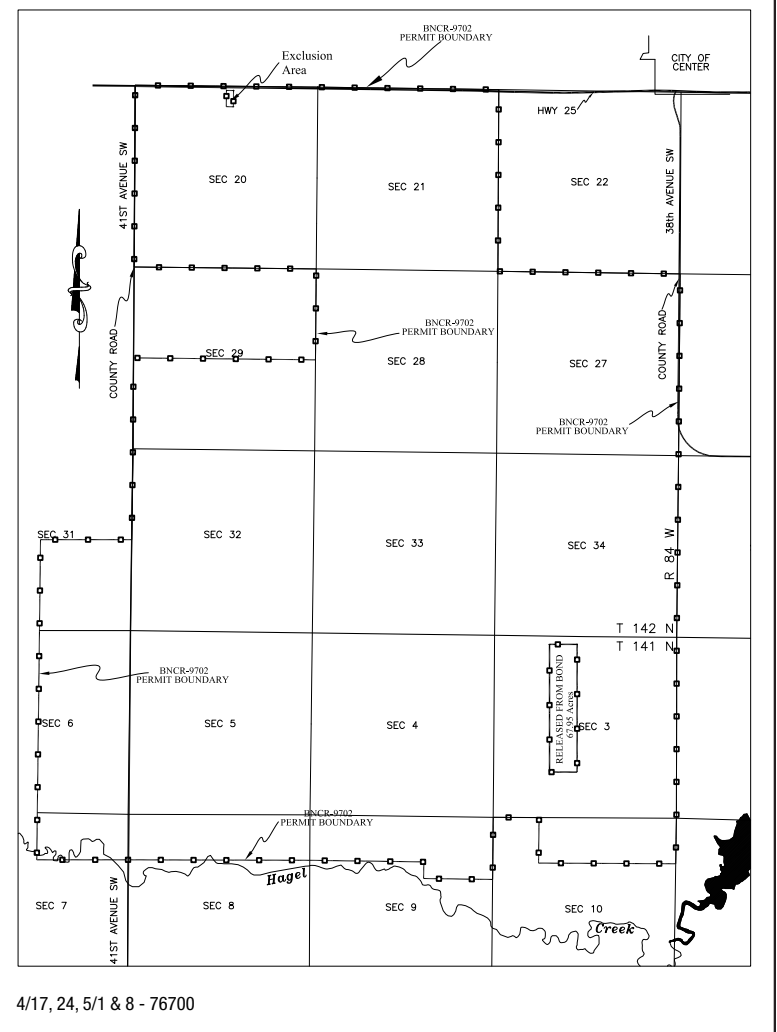 BNCR-9702
PERMIT BOUNDARY
Exclusion
Area
CITY OF
CENTER
HWY 25
41ST AVENUE SW
SEC 20
SEC 21
SEC 22
38th AVENUE SW
COUNTY ROAD
SEC 29
BNCR-9702
PERMIT BOUNDARY
SEC 28
SEC 27
COUNTY ROAD
BNCR-9702
PERMIT BOUNDARY
SEC 31
SEC 32
SEC 33
SEC 34
R 84 W
T 142 N
T 141 N
BNCR-9702
PERMIT BOUNDARY
RELEASED FROM BOND
67.95 Acres
SEC 6
SEC 5
SEC 4
SEC 3
BNCR-9702
PERMIT BOUNDARY
Hagel
SEC 7
41ST AVENUE SW
SEC 8
SEC 9
SEC 10
Creek
4/17, 24, 5/1 & 8 - 76700